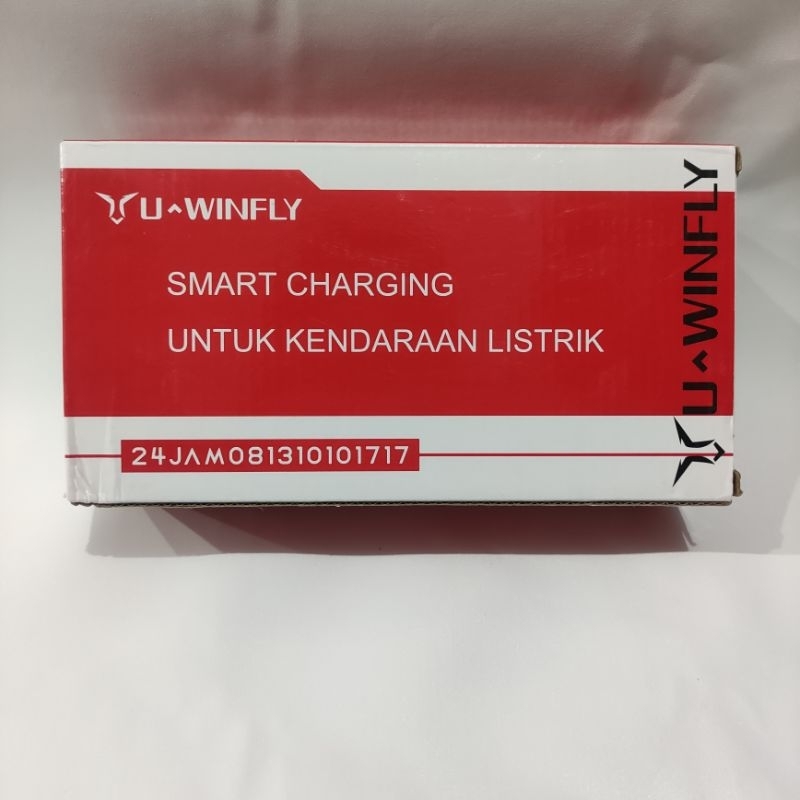 U^WINFLY
SMART CHARGING
UNTUK KENDARAAN LISTRIK
24JAM081310101717
U^WINFLY